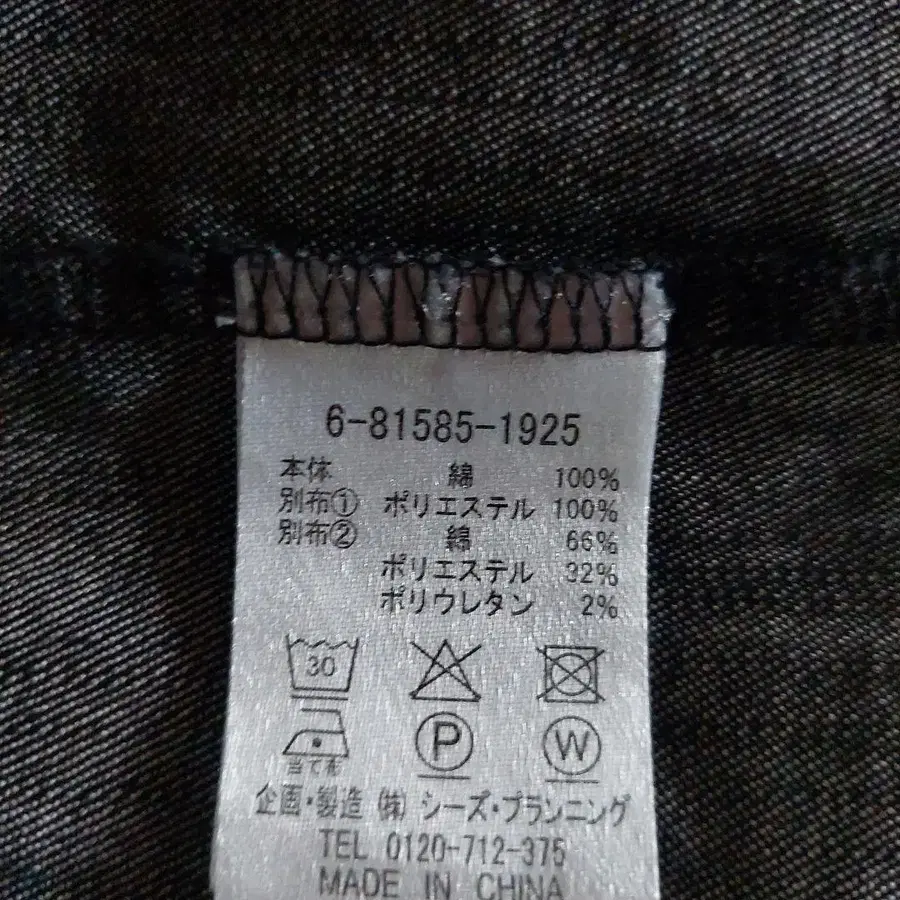 6-81585-1925
本体 綿 100%
別布① ポリエステル 100%
別布② 綿 66%
ポリエステル 32%
ポリウレタン 2%
30
当て布 P W
企画・製造 (株) シーズ・プランニング
TEL 0120-712-375
MADE IN CHINA